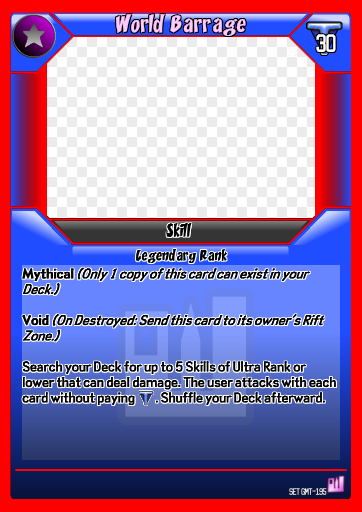 World Barrage
30
Skill
Legendary Rank
Mythical (Only 1 copy of this card can exist in your
Deck.)
Void (On Destroyed: Send this card to its owner's Rift
Zone.)
Search your Deck for up to 5 Skills of Ultra Rank or
lower that can deal damage. The user attacks with each
card without paying . Shuffle your Deck afterward.
SET GMT-195